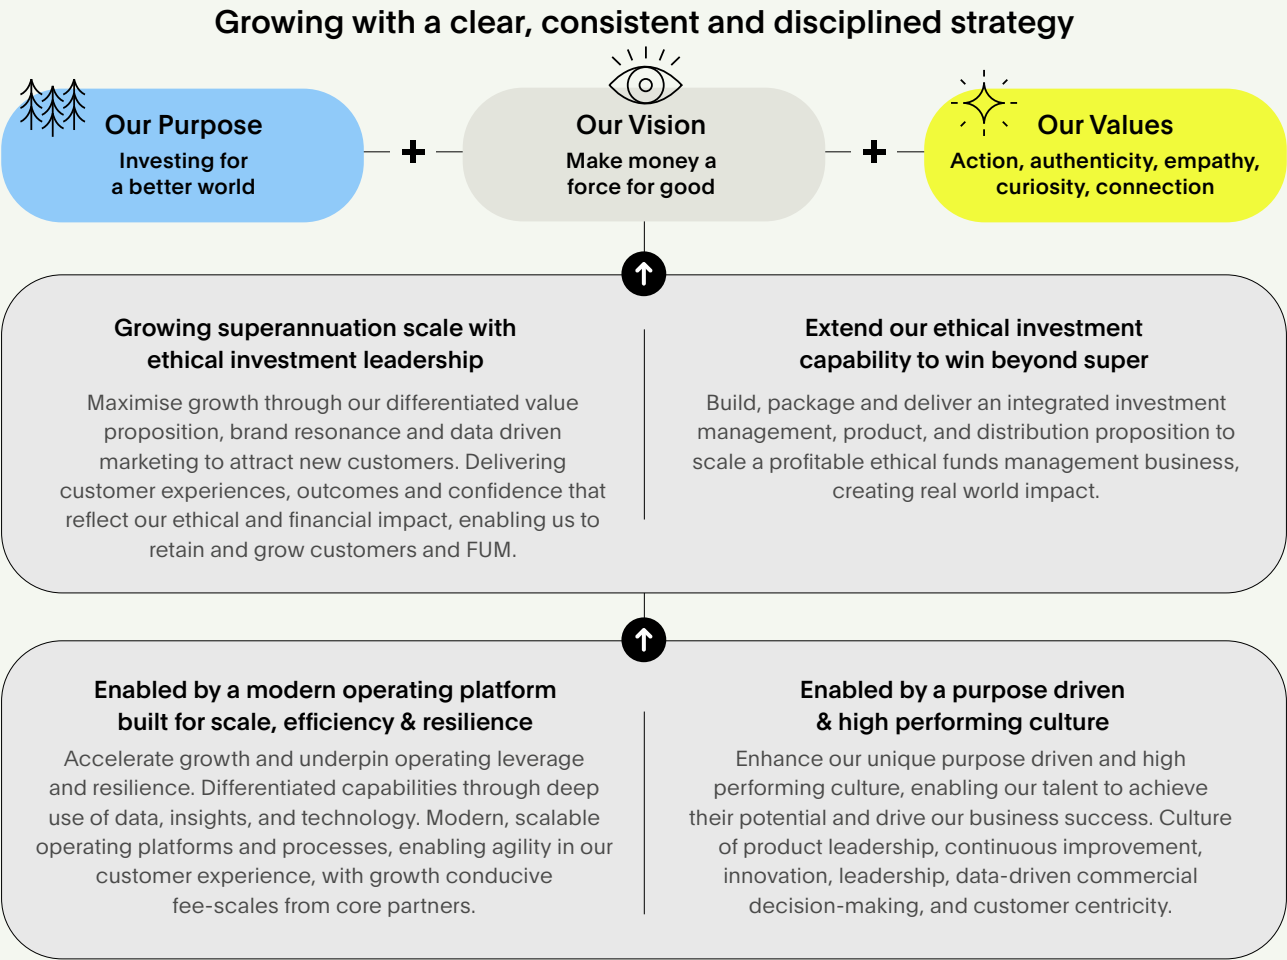 Growing with a clear, consistent and disciplined strategy
Our Purpose
Investing for
a better world
Our Vision
Make money a
force for good
Our Values
Action, authenticity, empathy,
curiosity, connection
Growing superannuation scale with
ethical investment leadership
Maximise growth through our differentiated value
proposition, brand resonance and data driven
marketing to attract new customers. Delivering
customer experiences, outcomes and confidence that
reflect our ethical and financial impact, enabling us to
retain and grow customers and FUM.
Extend our ethical investment
capability to win beyond super
Build, package and deliver an integrated investment
management, product, and distribution proposition to
scale a profitable ethical funds management business,
creating real world impact.
Enabled by a modern operating platform
built for scale, efficiency & resilience
Accelerate growth and underpin operating leverage
and resilience. Differentiated capabilities through deep
use of data, insights, and technology. Modern, scalable
operating platforms and processes, enabling agility in our
customer experience, with growth conducive
fee-scales from core partners.
Enabled by a purpose driven
& high performing culture
Enhance our unique purpose driven and high
performing culture, enabling our talent to achieve
their potential and drive our business success. Culture
of product leadership, continuous improvement,
innovation, leadership, data-driven commercial
decision-making, and customer centricity.